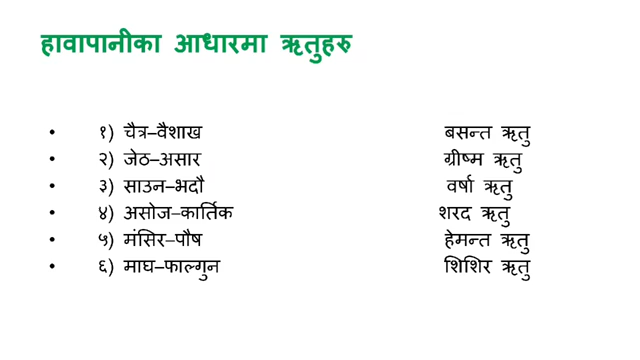 हावापानीका आधारमा ऋतुहरु
• १) चैत्र–वैशाख बसन्त ऋतु
• २) जेठ–असार ग्रीष्म ऋतु
• ३) साउन–भदौ वर्षा ऋतु
• ४) असोज–कार्तिक शरद ऋतु
• ५) मंसिर–पौष हेमन्त ऋतु
• ६) माघ–फाल्गुन शिशिर ऋतु